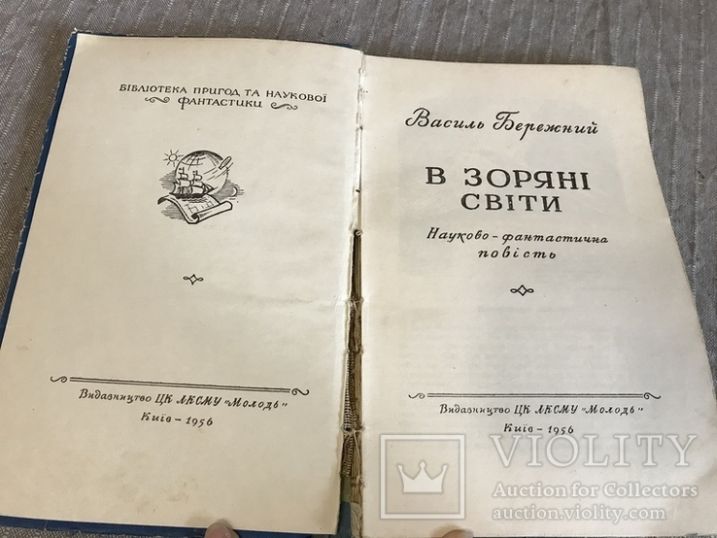 БІБЛІОТЕКА ПРИГОД ТА НАУКОВОЇ
ФАНТАСТИКИ
Видавництво ЦК ЛКСМУ "Молодь"
Київ – 1956
Василь Бережний
В ЗОРЯНІ
СВІТИ
Науково-фантастична
повість
Видавництво ЦК ЛКСМУ "Молодь"
Київ – 1956
VIOLITY
Auction for Collectors
auction.violity.com